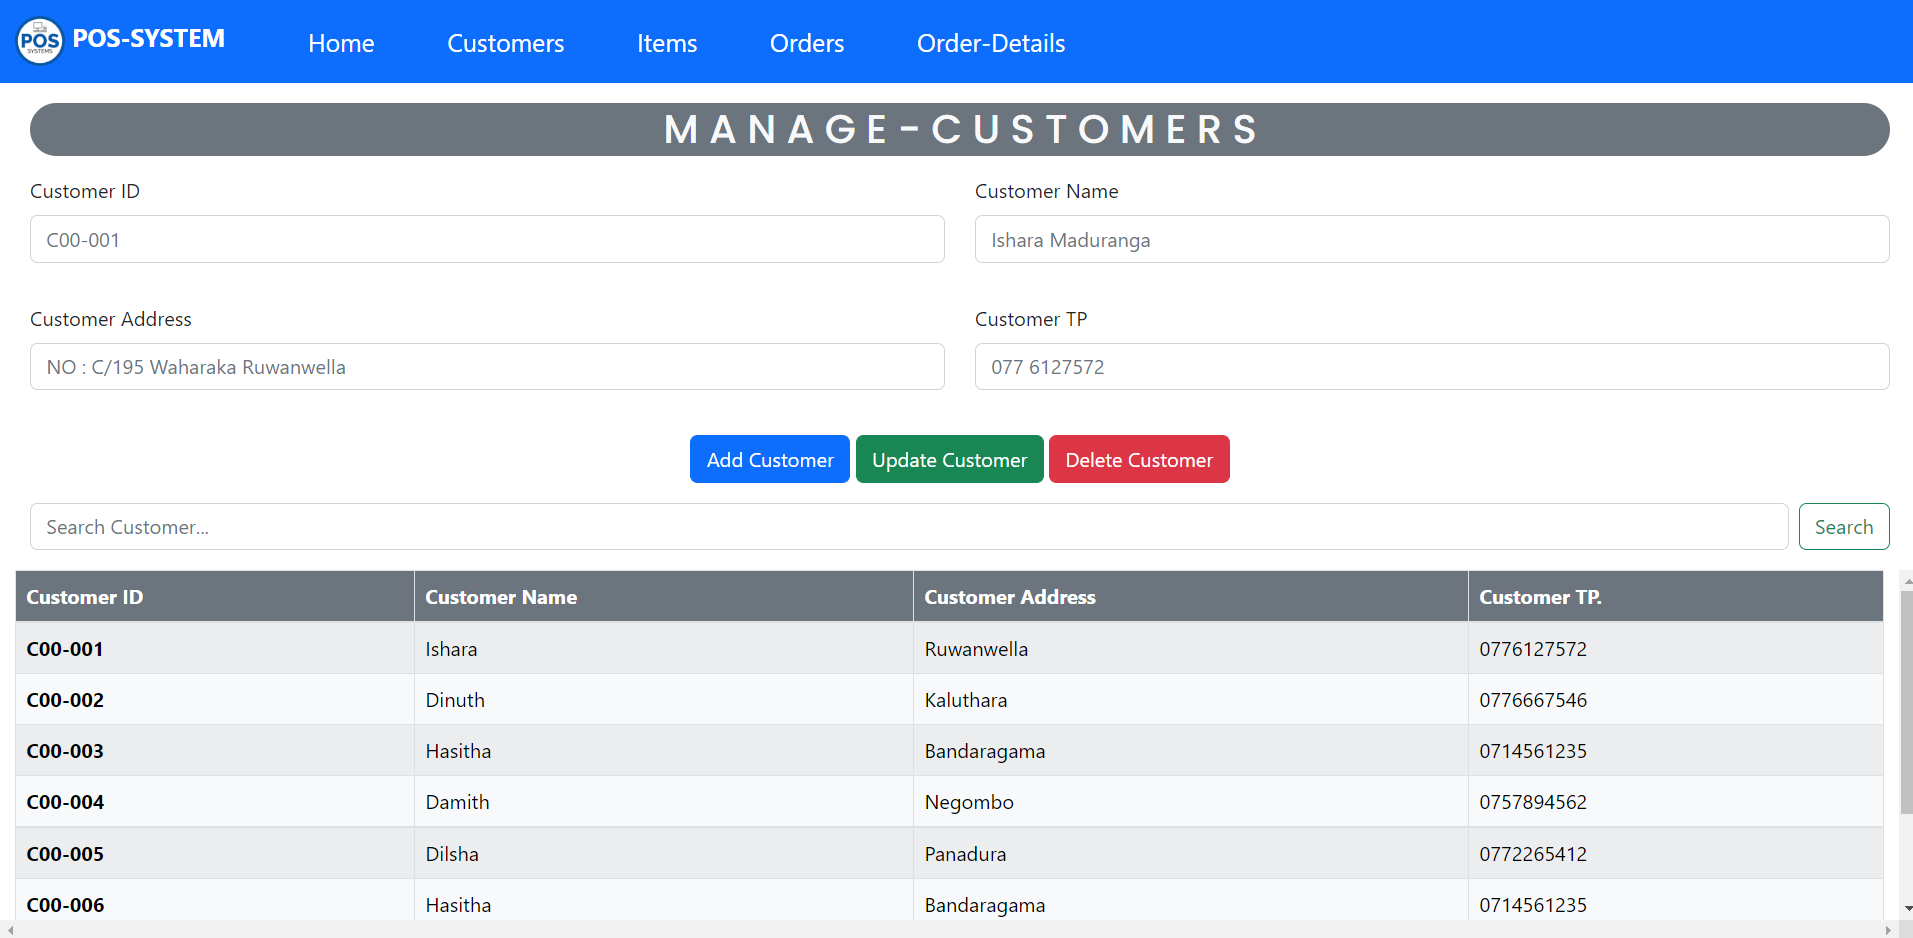 POS SYSTEMS
POS-SYSTEM Home Customers Items Orders Order-Details
MANAGE-CUSTOMERS
Customer ID Customer Name
C00-001 Ishara Maduranga
Customer Address Customer TP
NO : C/195 Waharaka Ruwanwella 077 6127572
Add Customer Update Customer Delete Customer
Search Customer... Search
Customer ID Customer Name Customer Address Customer TP.
C00-001 Ishara Ruwanwella 0776127572
C00-002 Dinuth Kaluthara 0776667546
C00-003 Hasitha Bandaragama 0714561235
C00-004 Damith Negombo 0757894562
C00-005 Dilsha Panadura 0772265412
C00-006 Hasitha Bandaragama 0714561235